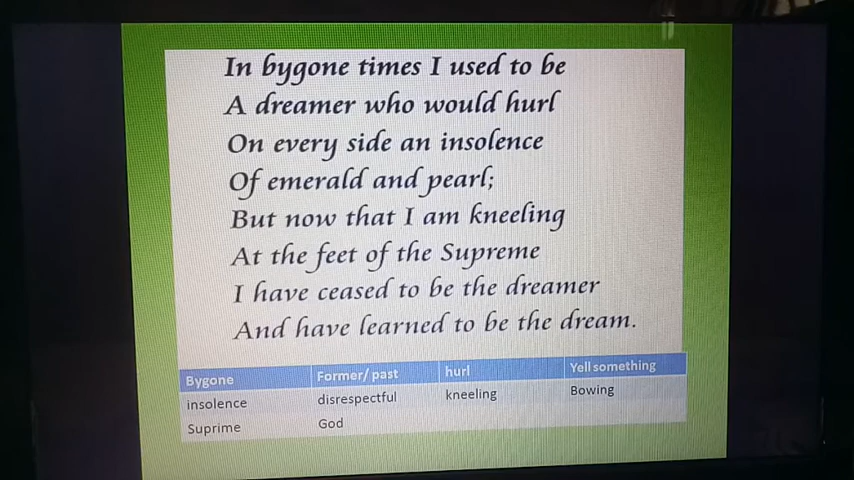 In bygone times I used to be
A dreamer who would hurl
On every side an insolence
Of emerald and pearl;
But now that I am kneeling
At the feet of the Supreme
I have ceased to be the dreamer
And have learned to be the dream.
Bygone Former/ past hurl Yell something
insolence disrespectful kneeling Bowing
Suprime God